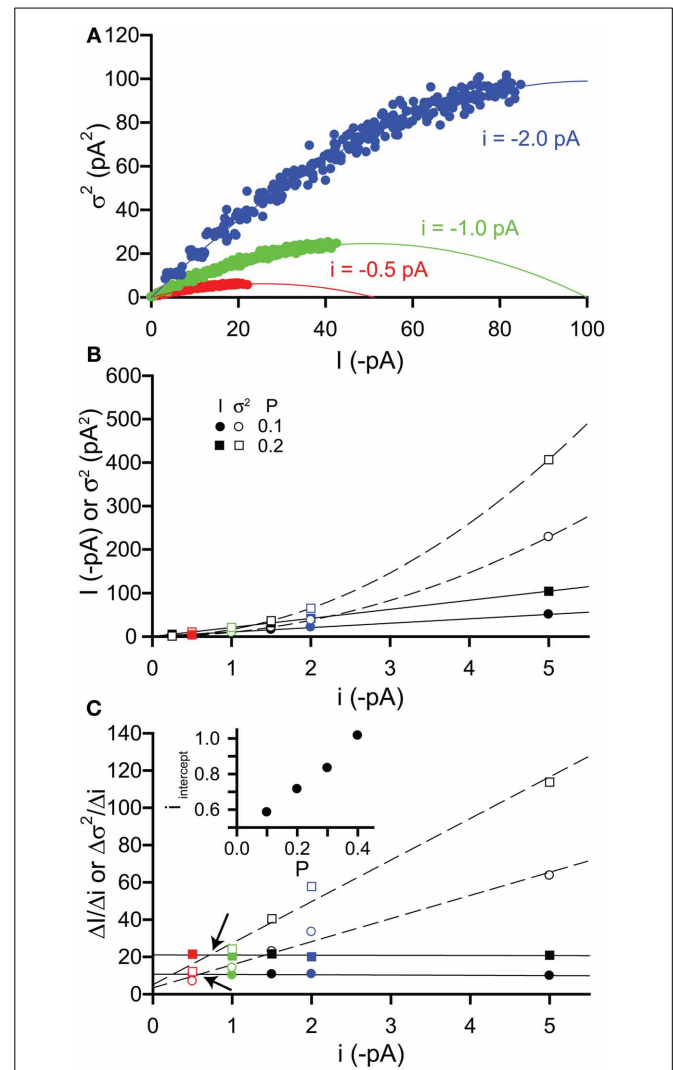 A
σ² (pA²)
120
100
80
60
40
20
0
i = -2.0 pA
i = -1.0 pA
i = -0.5 pA
0 20 40 60 80 100
I (-pA)
B
I (-pA) or σ² (pA²)
600
500
400
300
200
100
0
I σ² P
0.1
0.2
0 1 2 3 4 5
i (-pA)
C
ΔI/Δi or Δσ²/Δi
140
120
100
80
60
40
20
0
i intercept
1.0
0.8
0.6
0.0 0.2 0.4
P
0 1 2 3 4 5
i (-pA)